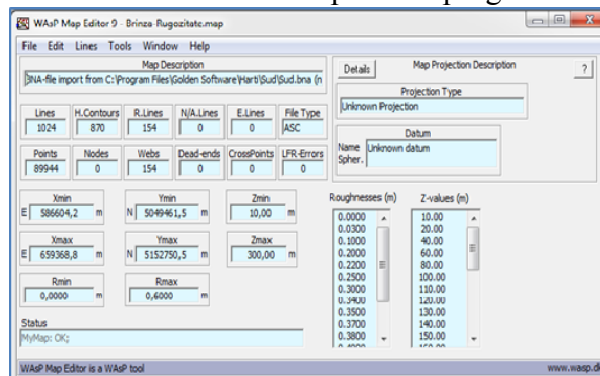 WAsP Map Editor 9 - Brinza-Rugozitate.map
File Edit Lines Tools Window Help
Map Description
BNA-file import from C:\Program Files\Golden Software\Harti\Sud\Sud.bna (n
Details Map Projection Description ?
Projection Type
Unknown Projection
Datum
Name Unknown datum
Spher.
Lines H.Contours R.Lines N/A.Lines E.Lines File Type
1024 870 154 0 0 ASC
Points Nodes Webs Dead-ends CrossPoints LFR-Errors
89944 0 154 0 0 0
Xmin Ymin Zmin
E 586604,2 m N 5049461,5 m 10,00 m
Xmax Ymax Zmax
E 659368,8 m N 5152750,5 m 300,00 m
Rmin Rmax
0,0000 m 0,6000 m
Roughnesses (m) Z-values (m)
0.0000 10.00
0.0300 20.00
0.1000 40.00
0.2000 60.00
0.2200 80.00
0.2500 100.00
0.3000 110.00
0.3400 120.00
0.3500 130.00
0.3700 140.00
0.3800 150.00
Status
MyMap: OK;
WAsP Map Editor is a WAsP tool www.wasp.dk